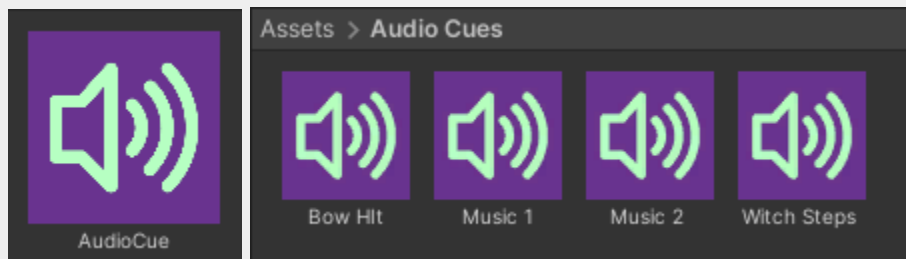 AudioCue
Assets > Audio Cues
Bow HIt
Music 1
Music 2
Witch Steps